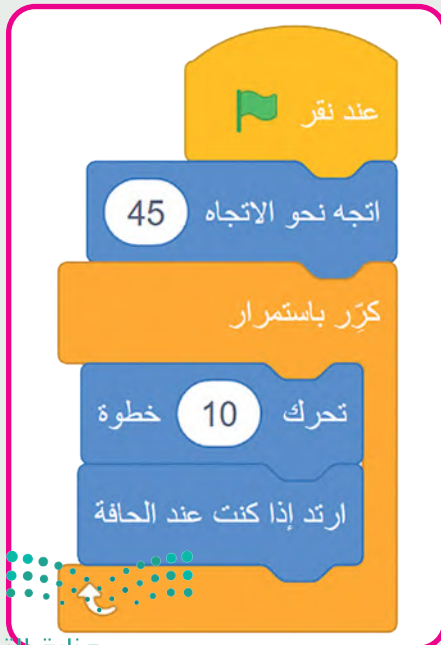 عند نقر
اتجه نحو الاتجاه 45
كرّر باستمرار
تحرك 10 خطوة
ارتد إذا كنت عند الحافة